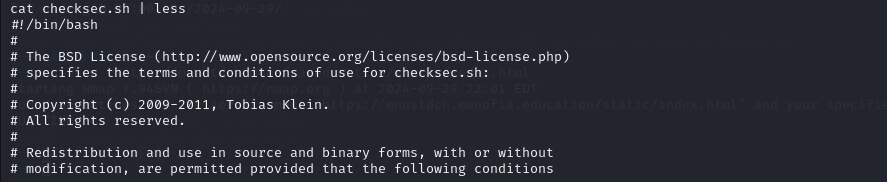 cat checksec.sh | less
#!/bin/bash
#
# The BSD License (http://www.opensource.org/licenses/bsd-license.php)
# specifies the terms and conditions of use for checksec.sh:
#
# Copyright (c) 2009-2011, Tobias Klein.
# All rights reserved.
#
# Redistribution and use in source and binary forms, with or without
# modification, are permitted provided that the following conditions